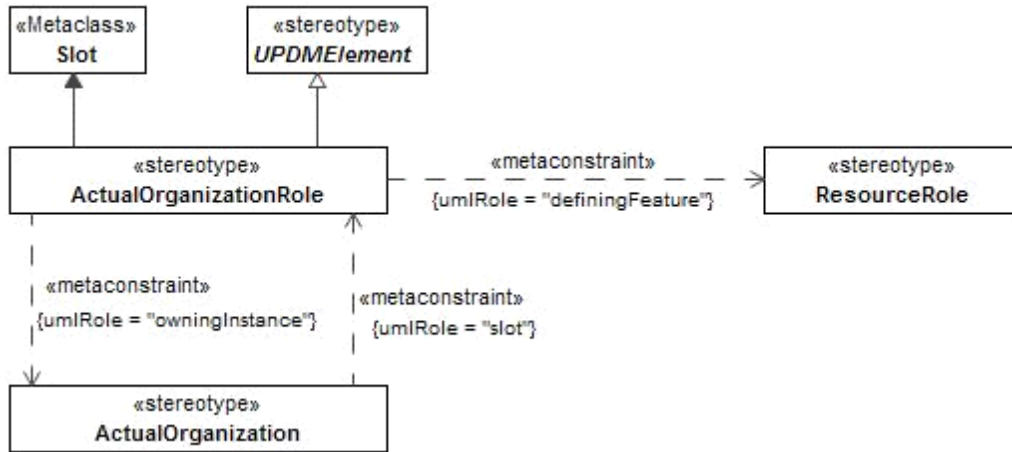 «Metaclass»
Slot
«stereotype»
UPDMElement
«stereotype»
ActualOrganizationRole
«metaconstraint»
{umlRole = "definingFeature"}
«stereotype»
ResourceRole
«metaconstraint»
{umlRole = "owningInstance"}
«metaconstraint»
{umlRole = "slot"}
«stereotype»
ActualOrganization